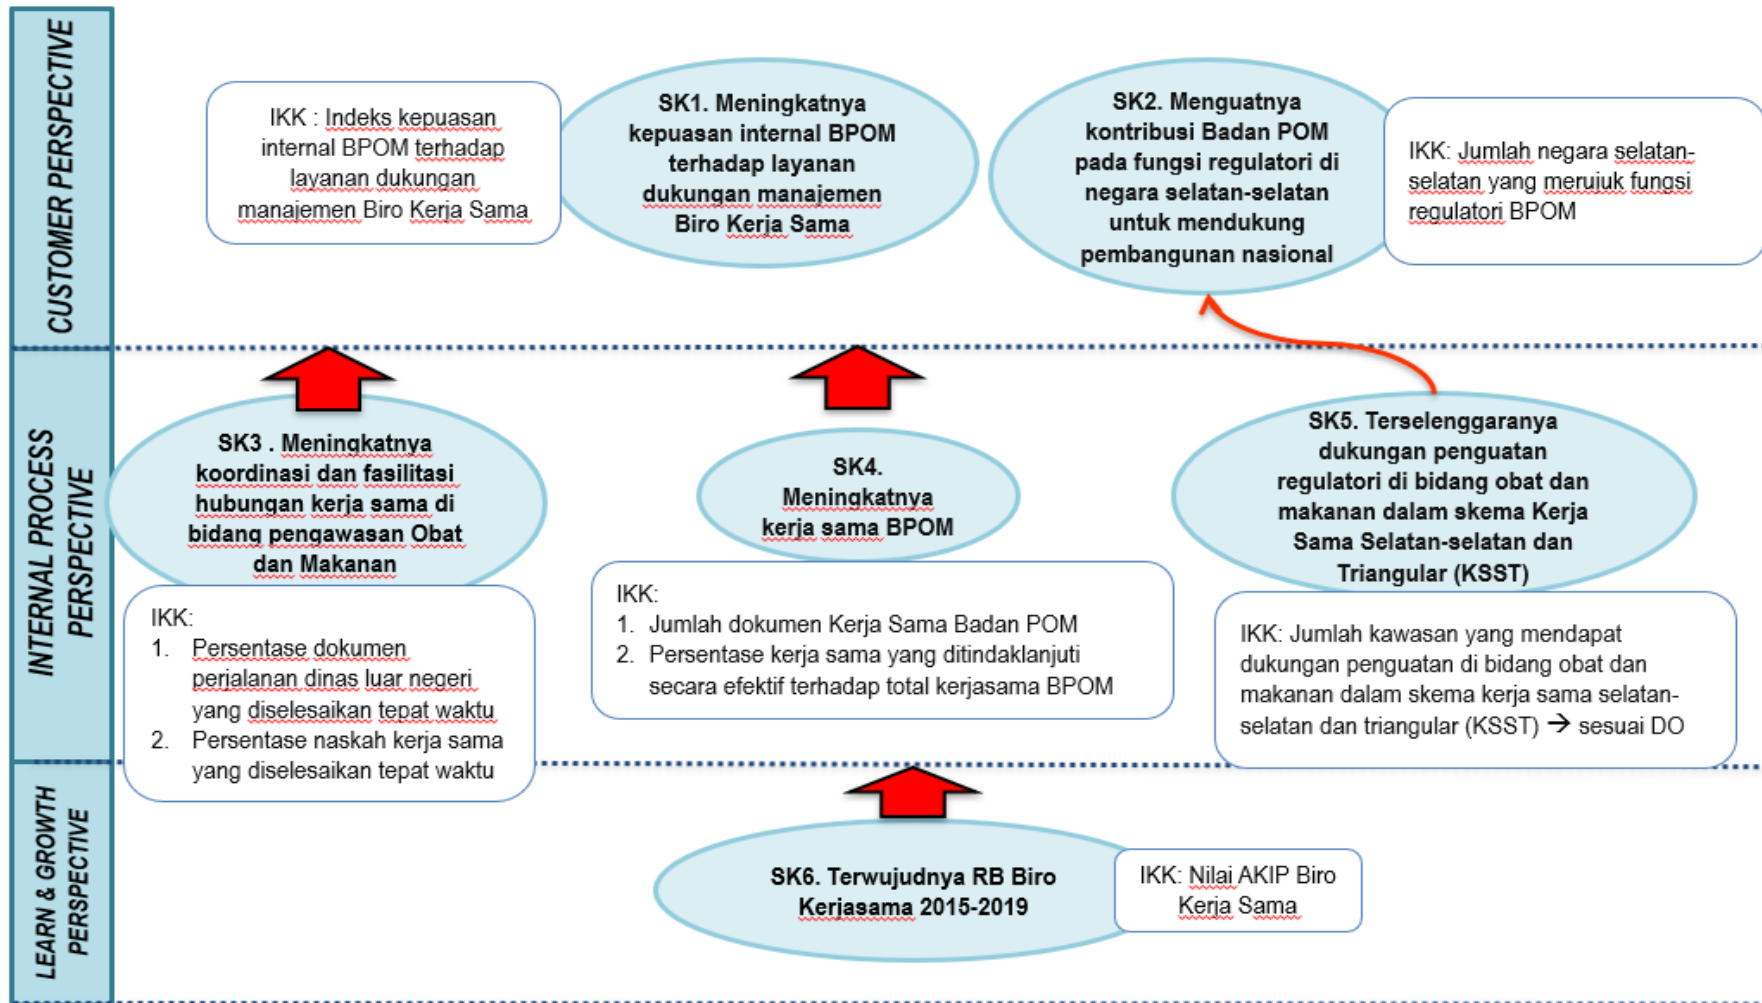 CUSTOMER PERSPECTIVE
IKK : Indeks kepuasan
internal BPOM terhadap
layanan dukungan
manajemen Biro Kerja Sama
SK1. Meningkatnya
kepuasan internal BPOM
terhadap layanan
dukungan manajemen
Biro Kerja Sama
SK2. Menguatnya
kontribusi Badan POM
pada fungsi regulatori di
negara selatan-selatan
untuk mendukung
pembangunan nasional
IKK: Jumlah negara selatan-
selatan yang merujuk fungsi
regulatori BPOM
INTERNAL PROCESS
PERSPECTIVE
SK3 . Meningkatnya
koordinasi dan fasilitasi
hubungan kerja sama di
bidang pengawasan Obat
dan Makanan
IKK:
1. Persentase dokumen
perjalanan dinas luar negeri
yang diselesaikan tepat waktu
2. Persentase naskah kerja sama
yang diselesaikan tepat waktu
SK4.
Meningkatnya
kerja sama BPOM
IKK:
1. Jumlah dokumen Kerja Sama Badan POM
2. Persentase kerja sama yang ditindaklanjuti
secara efektif terhadap total kerjasama BPOM
SK5. Terselenggaranya
dukungan penguatan
regulatori di bidang obat dan
makanan dalam skema Kerja
Sama Selatan-selatan dan
Triangular (KSST)
IKK: Jumlah kawasan yang mendapat
dukungan penguatan di bidang obat dan
makanan dalam skema kerja sama selatan-
selatan dan triangular (KSST) → sesuai DO
LEARN & GROWTH
PERSPECTIVE
SK6. Terwujudnya RB Biro
Kerjasama 2015-2019
IKK: Nilai AKIP Biro
Kerja Sama